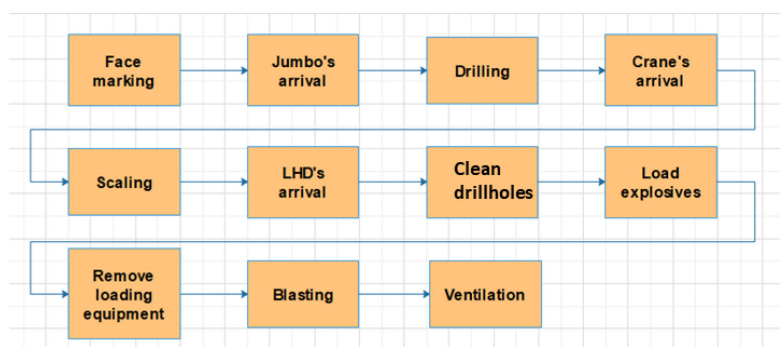 Face
marking
Jumbo's
arrival
Drilling
Crane's
arrival
Scaling
LHD's
arrival
Clean
drillholes
Load
explosives
Remove
loading
equipment
Blasting
Ventilation